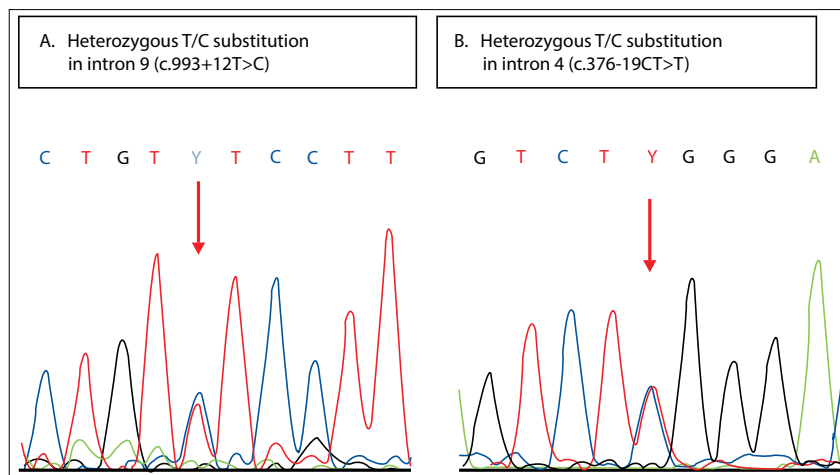 A. Heterozygous T/C substitution
in intron 9 (c.993+12T>C)
B. Heterozygous T/C substitution
in intron 4 (c.376-19CT>T)
C T G T Y T C C T T
G T C T Y G G G A